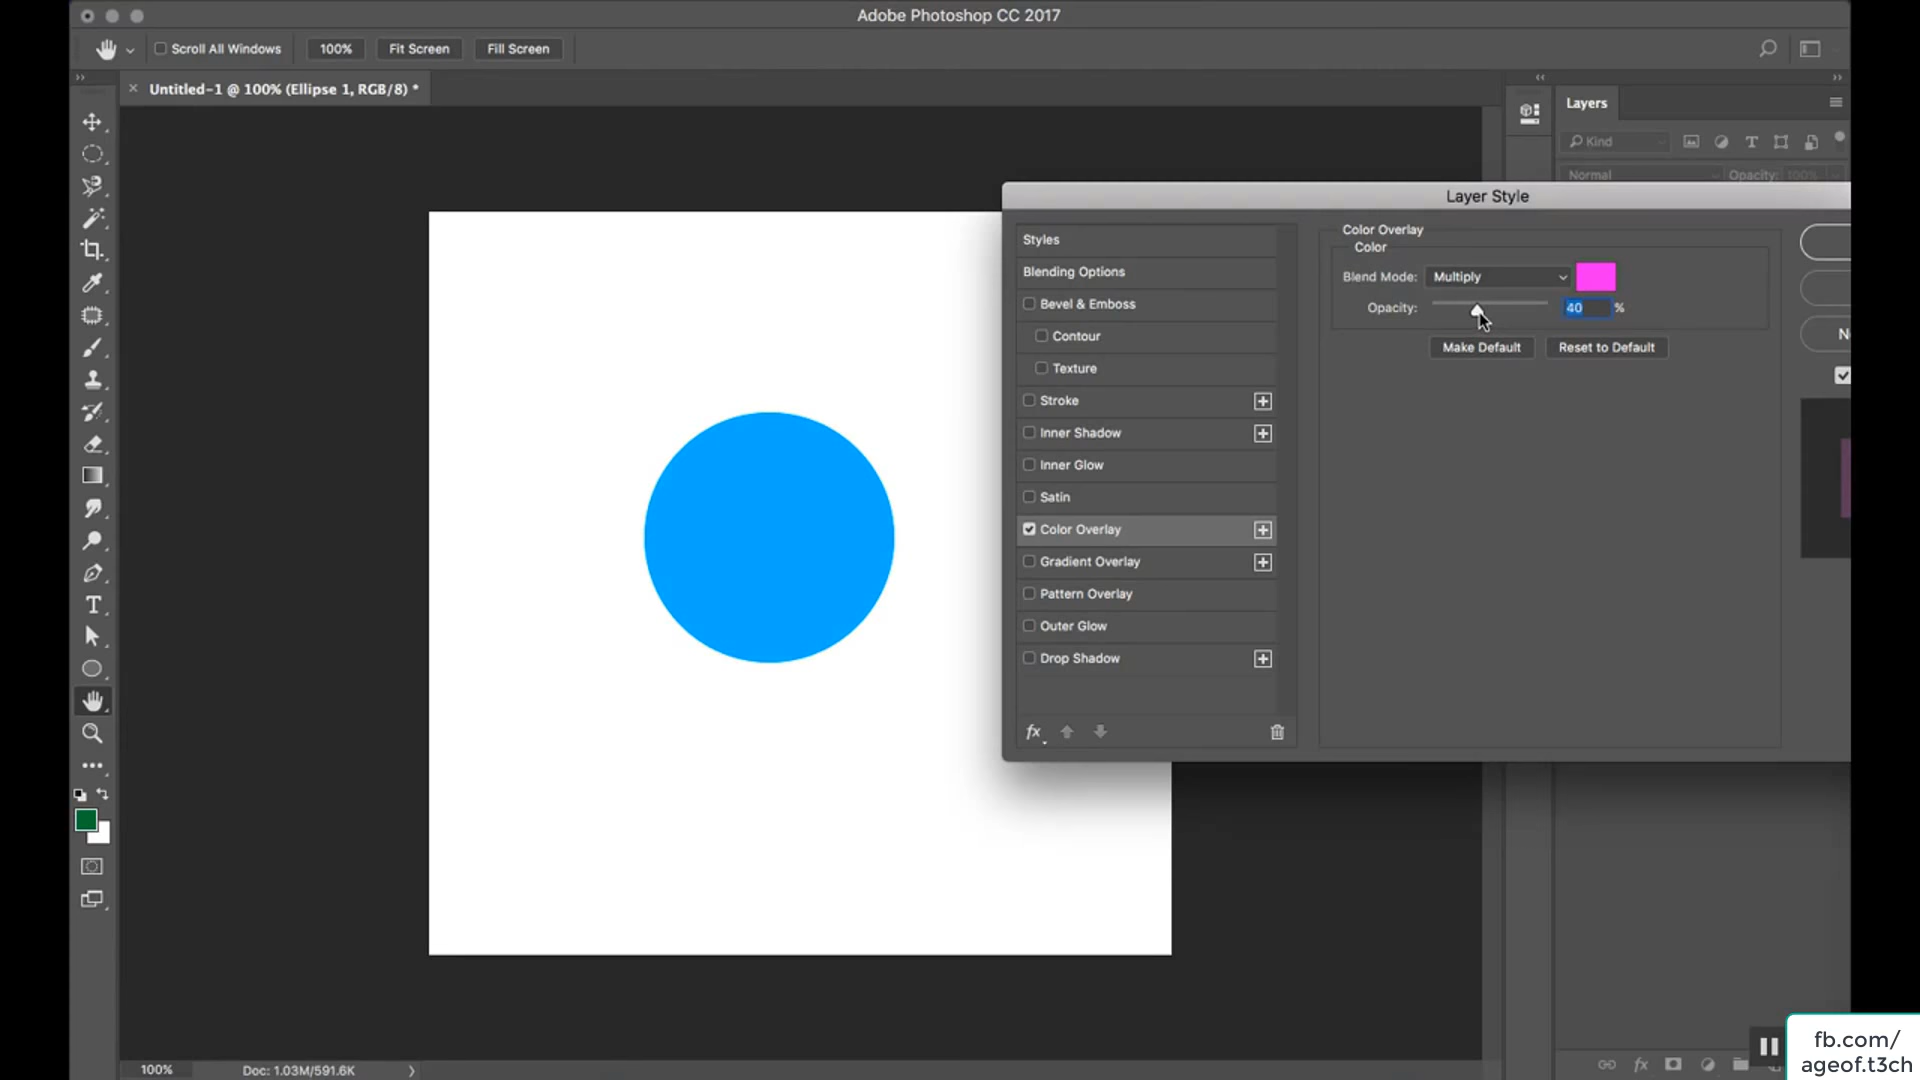 Adobe Photoshop CC 2017
Scroll All Windows 100% Fit Screen Fill Screen
Untitled-1 @ 100% (Ellipse 1, RGB/8) *
Layers
Kind
Normal Opacity: 100%
Layer Style
Styles
Blending Options
Bevel & Emboss
Contour
Texture
Stroke
Inner Shadow
Inner Glow
Satin
Color Overlay
Gradient Overlay
Pattern Overlay
Outer Glow
Drop Shadow
fx
Color Overlay
Color
Blend Mode: Multiply
Opacity: 40 %
Make Default Reset to Default
100% Doc: 1.03M/591.6K
fx
fb.com/
ageof.t3ch